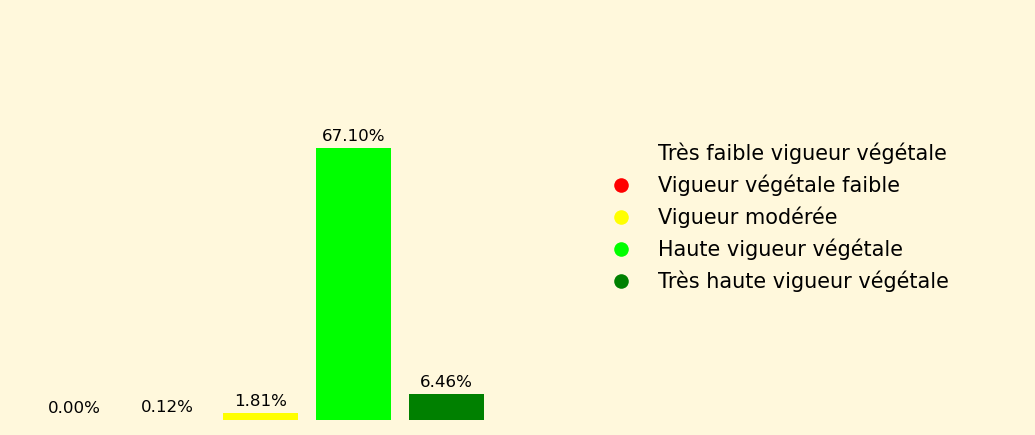 67.10%
6.46%
1.81%
0.12%
0.00%
Très faible vigueur végétale
Vigueur végétale faible
Vigueur modérée
Haute vigueur végétale
Très haute vigueur végétale